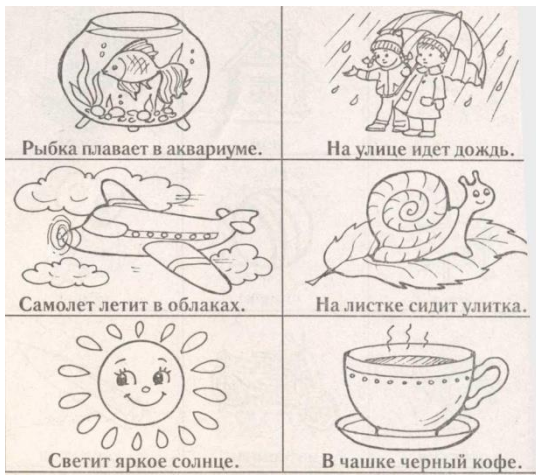 Рыбка плавает в аквариуме.
На улице идет дождь.
Самолет летит в облаках.
На листке сидит улитка.
Светит яркое солнце.
В чашке черный кофе.